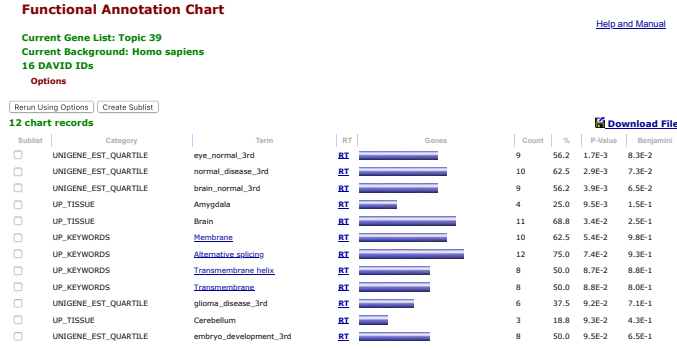 Functional Annotation Chart
Help and Manual
Current Gene List: Topic 39
Current Background: Homo sapiens
16 DAVID IDs
Options
Rerun Using Options Create Sublist
12 chart records Download File
Sublist Category Term RT Genes Count % P-Value Benjamini
UNIGENE_EST_QUARTILE eye_normal_3rd RT 9 56.2 1.7E-3 8.3E-2
UNIGENE_EST_QUARTILE normal_disease_3rd RT 10 62.5 2.9E-3 7.3E-2
UNIGENE_EST_QUARTILE brain_normal_3rd RT 9 56.2 3.9E-3 6.5E-2
UP_TISSUE Amygdala RT 4 25.0 9.5E-3 1.5E-1
UP_TISSUE Brain RT 11 68.8 3.4E-2 2.5E-1
UP_KEYWORDS Membrane RT 10 62.5 5.4E-2 9.8E-1
UP_KEYWORDS Alternative splicing RT 12 75.0 7.4E-2 9.3E-1
UP_KEYWORDS Transmembrane helix RT 8 50.0 8.7E-2 8.8E-1
UP_KEYWORDS Transmembrane RT 8 50.0 8.8E-2 8.0E-1
UNIGENE_EST_QUARTILE glioma_disease_3rd RT 6 37.5 9.2E-2 7.1E-1
UP_TISSUE Cerebellum RT 3 18.8 9.3E-2 4.3E-1
UNIGENE_EST_QUARTILE embryo_development_3rd RT 8 50.0 9.5E-2 6.5E-1